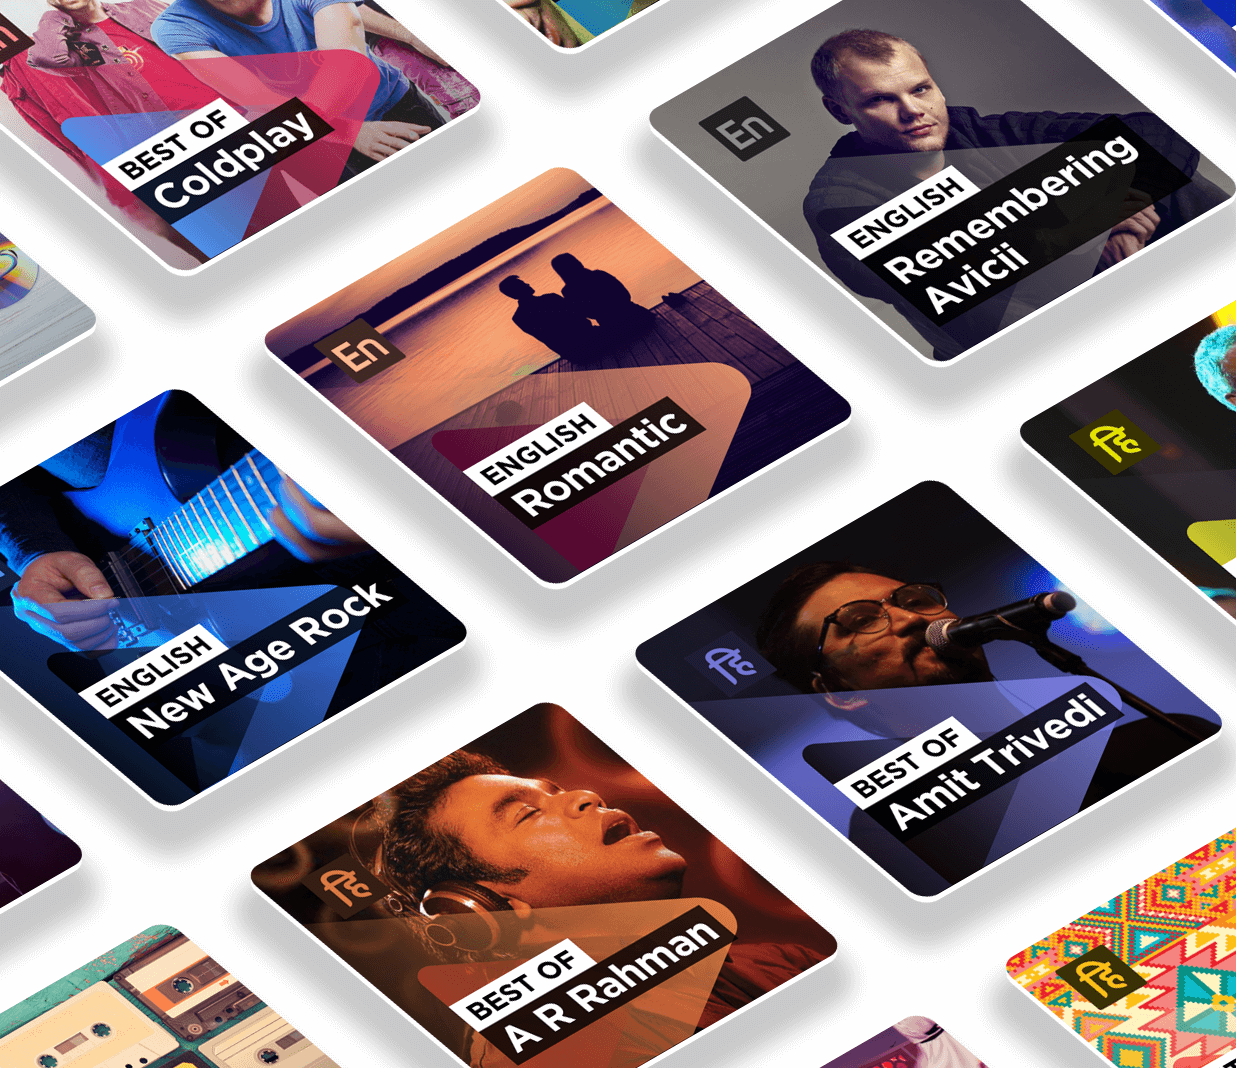 BEST OF
Coldplay
En
ENGLISH
Remembering
Avicii
En
ENGLISH
Romantic
ENGLISH
New Age Rock
BEST OF
Amit Trivedi
BEST OF
A R Rahman